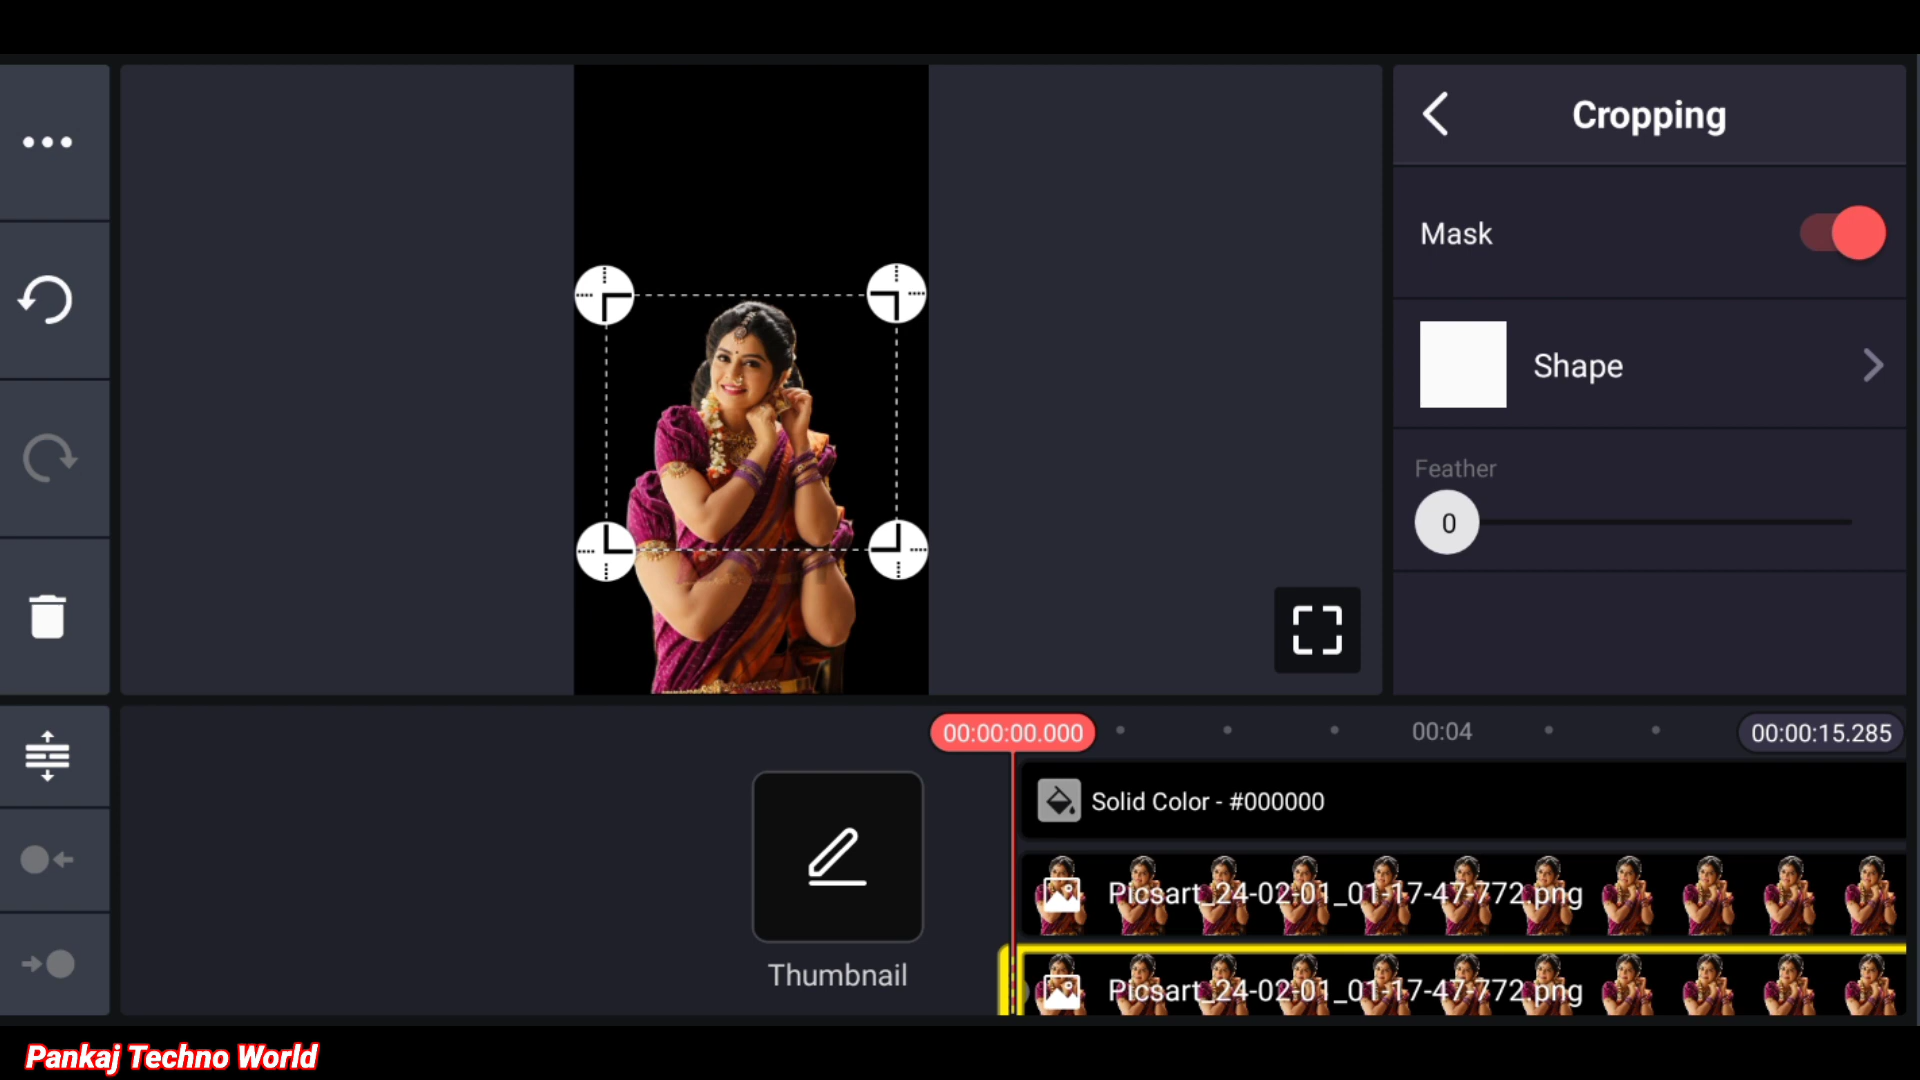 Cropping
Mask
Shape
Feather
0
00:00:00.000
00:04
00:00:15.285
Solid Color - #000000
Picsart_24-02-01_01-17-47-772.png
Thumbnail
Picsart_24-02-01_01-17-47-772.png
Pankaj Techno World